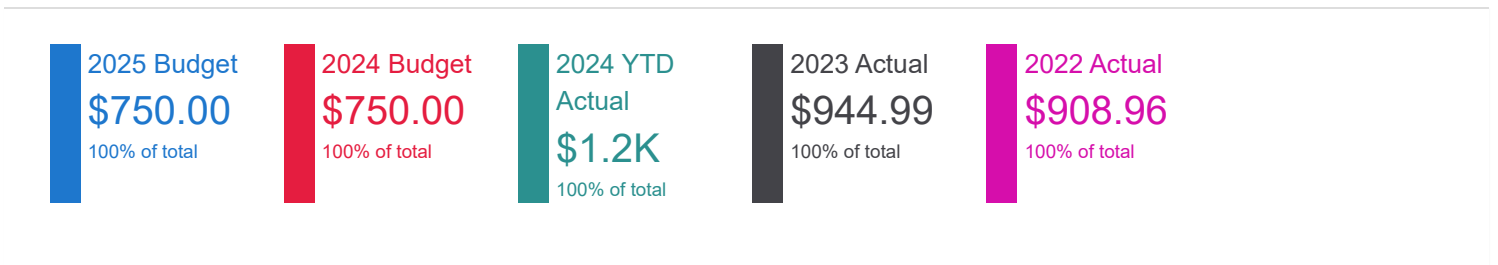 2025 Budget
$750.00
100% of total
2024 Budget
$750.00
100% of total
2024 YTD
Actual
$1.2K
100% of total
2023 Actual
$944.99
100% of total
2022 Actual
$908.96
100% of total